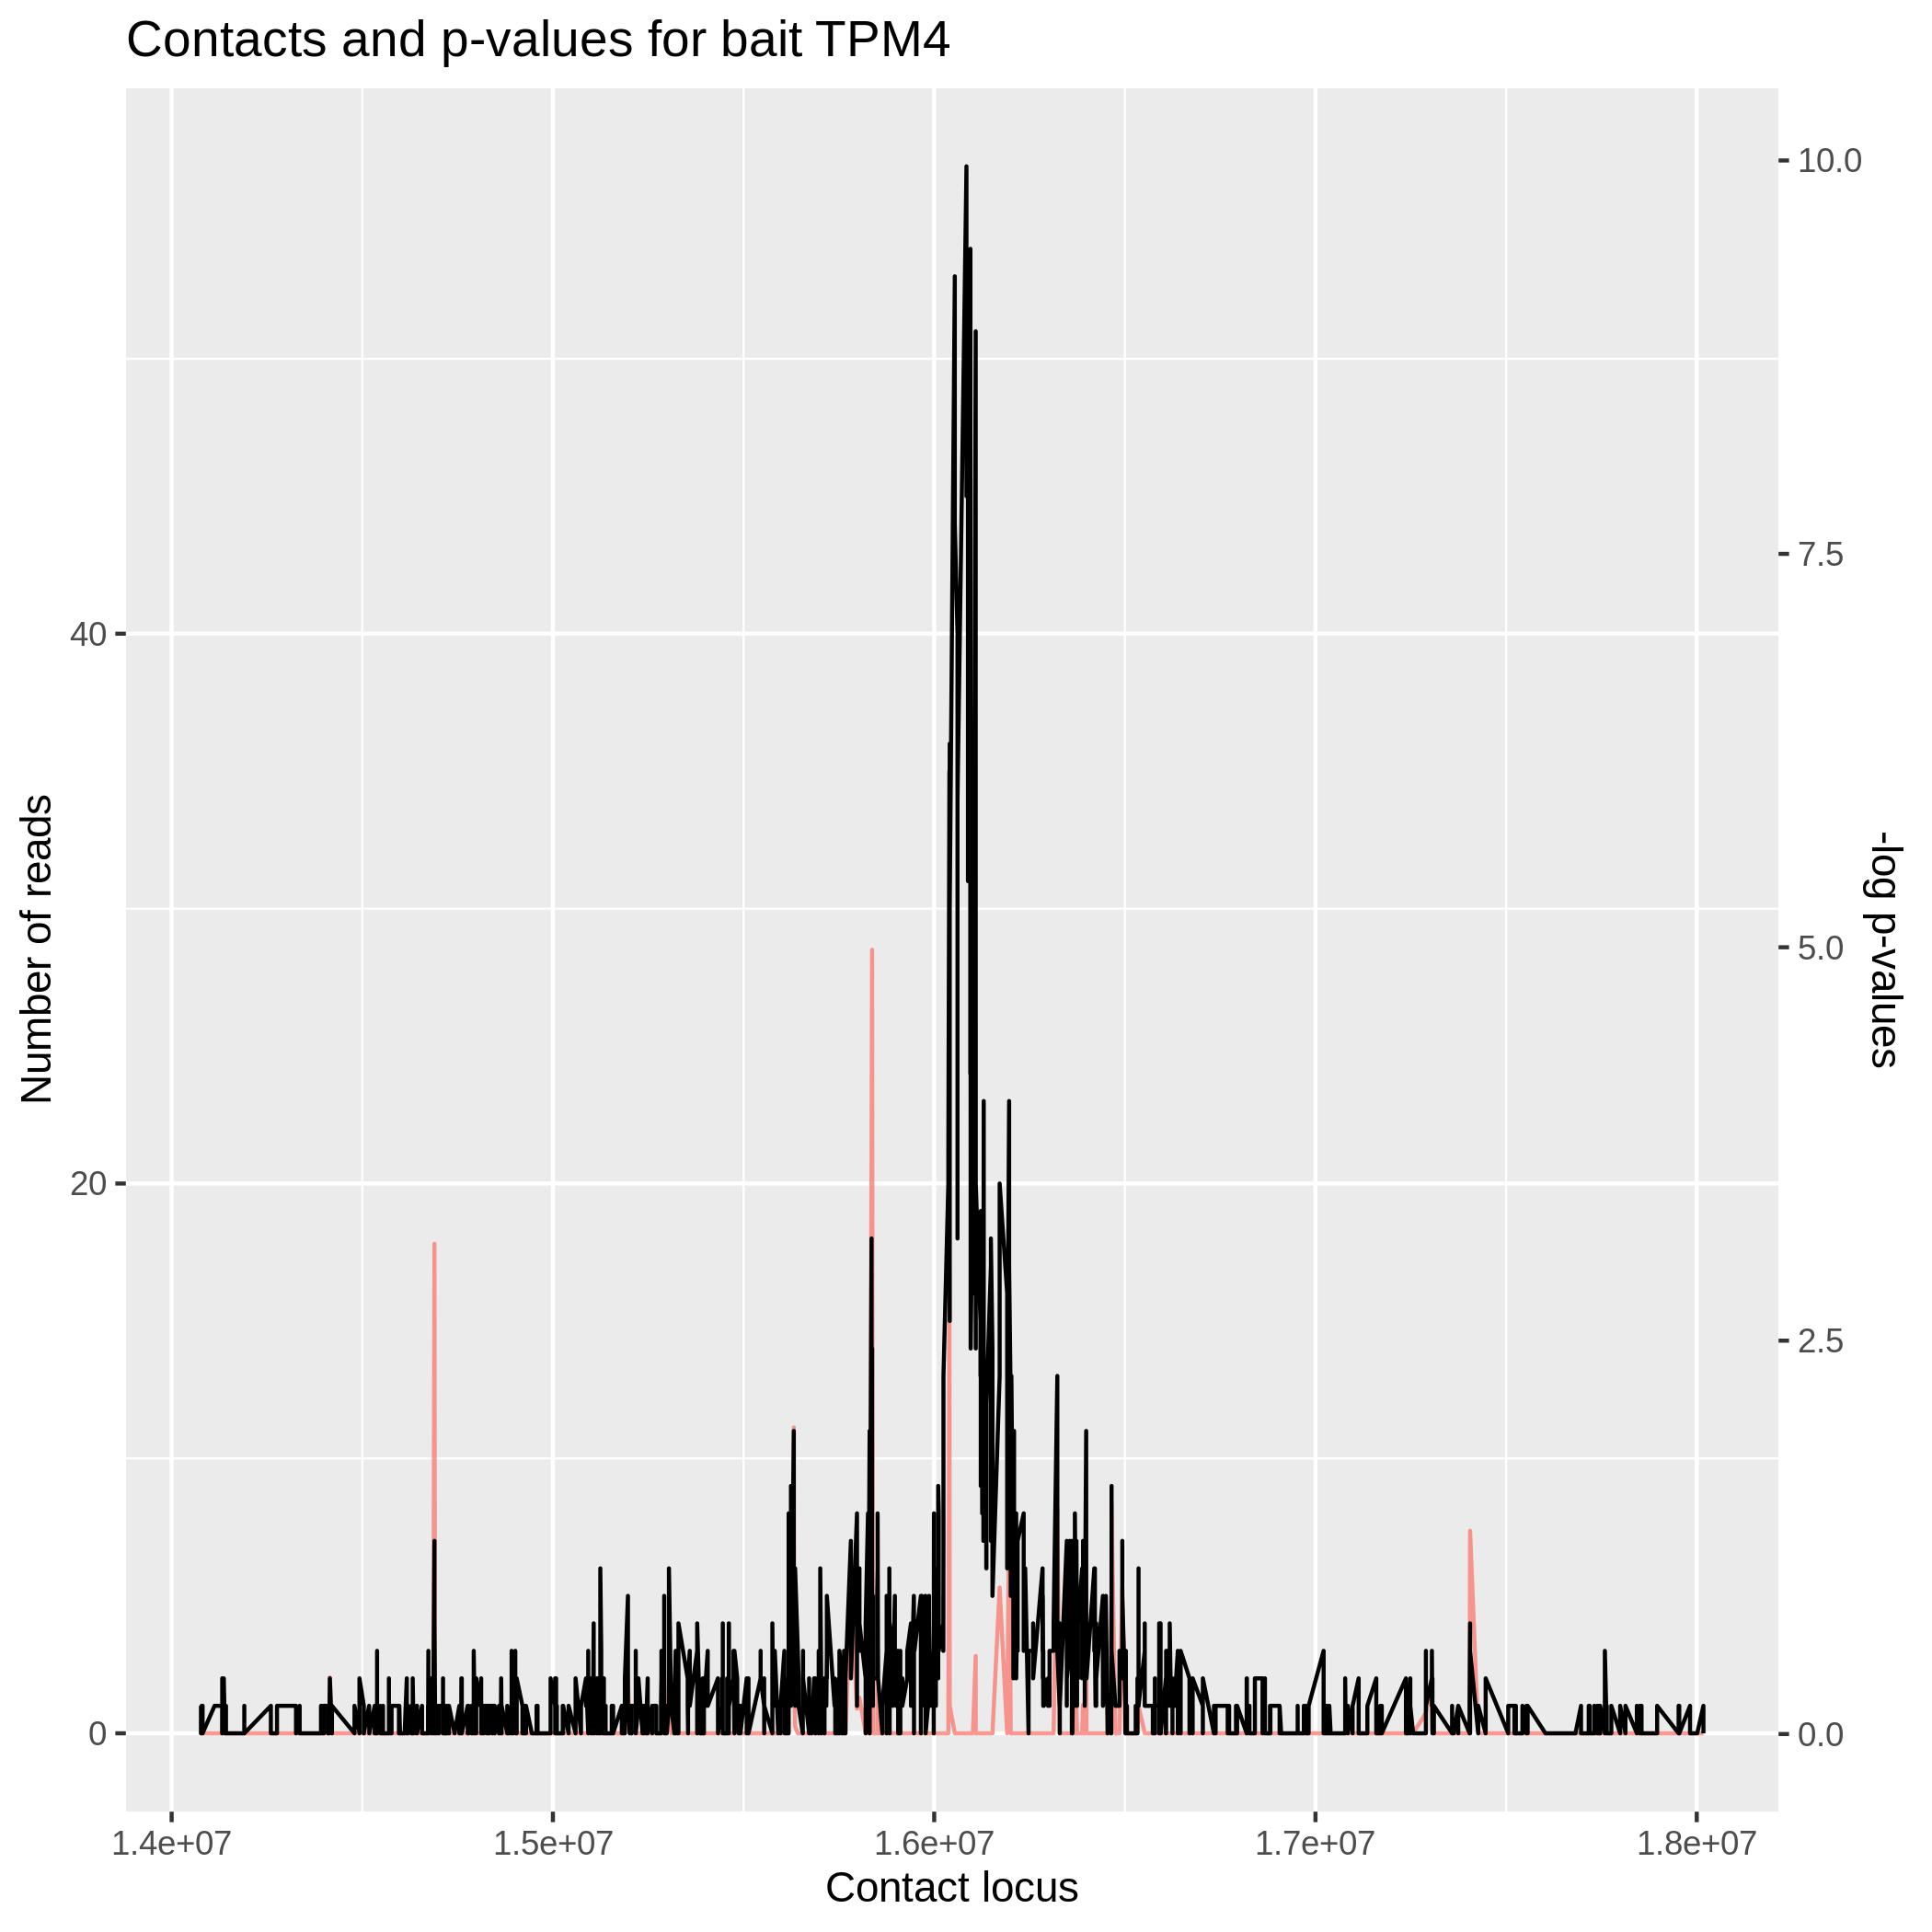 Contacts and p-values for bait TPM4
Number of reads
40
20
0
10.0
7.5
5.0
2.5
0.0
-log p-values
1.4e+07
1.5e+07
1.6e+07
1.7e+07
1.8e+07
Contact locus